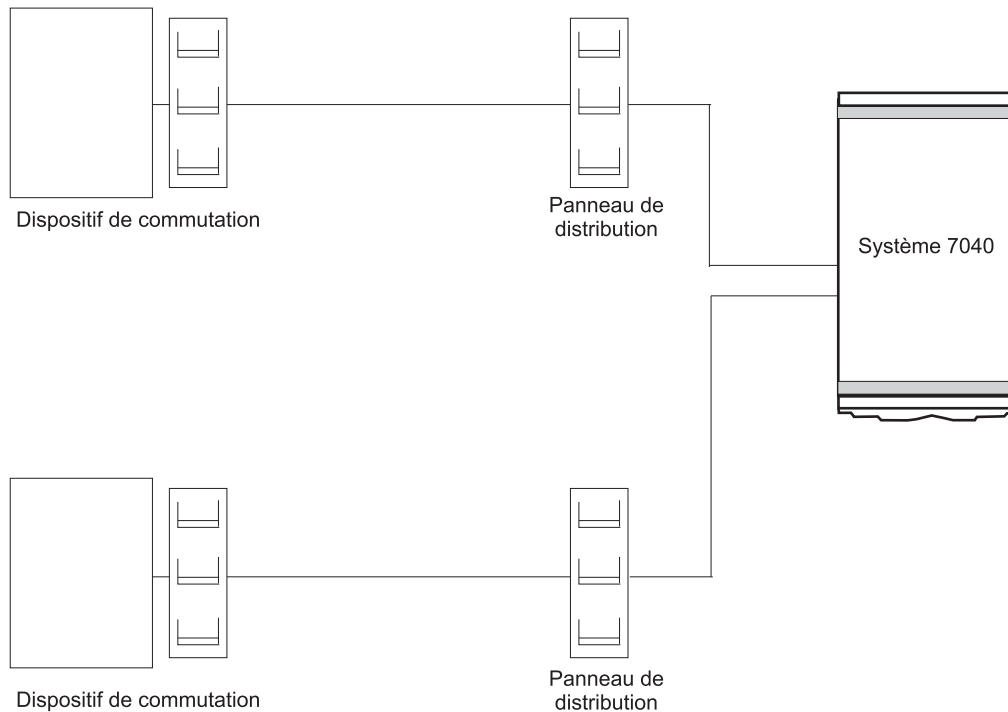 Dispositif de commutation
Panneau de
distribution
Système 7040
Dispositif de commutation
Panneau de
distribution